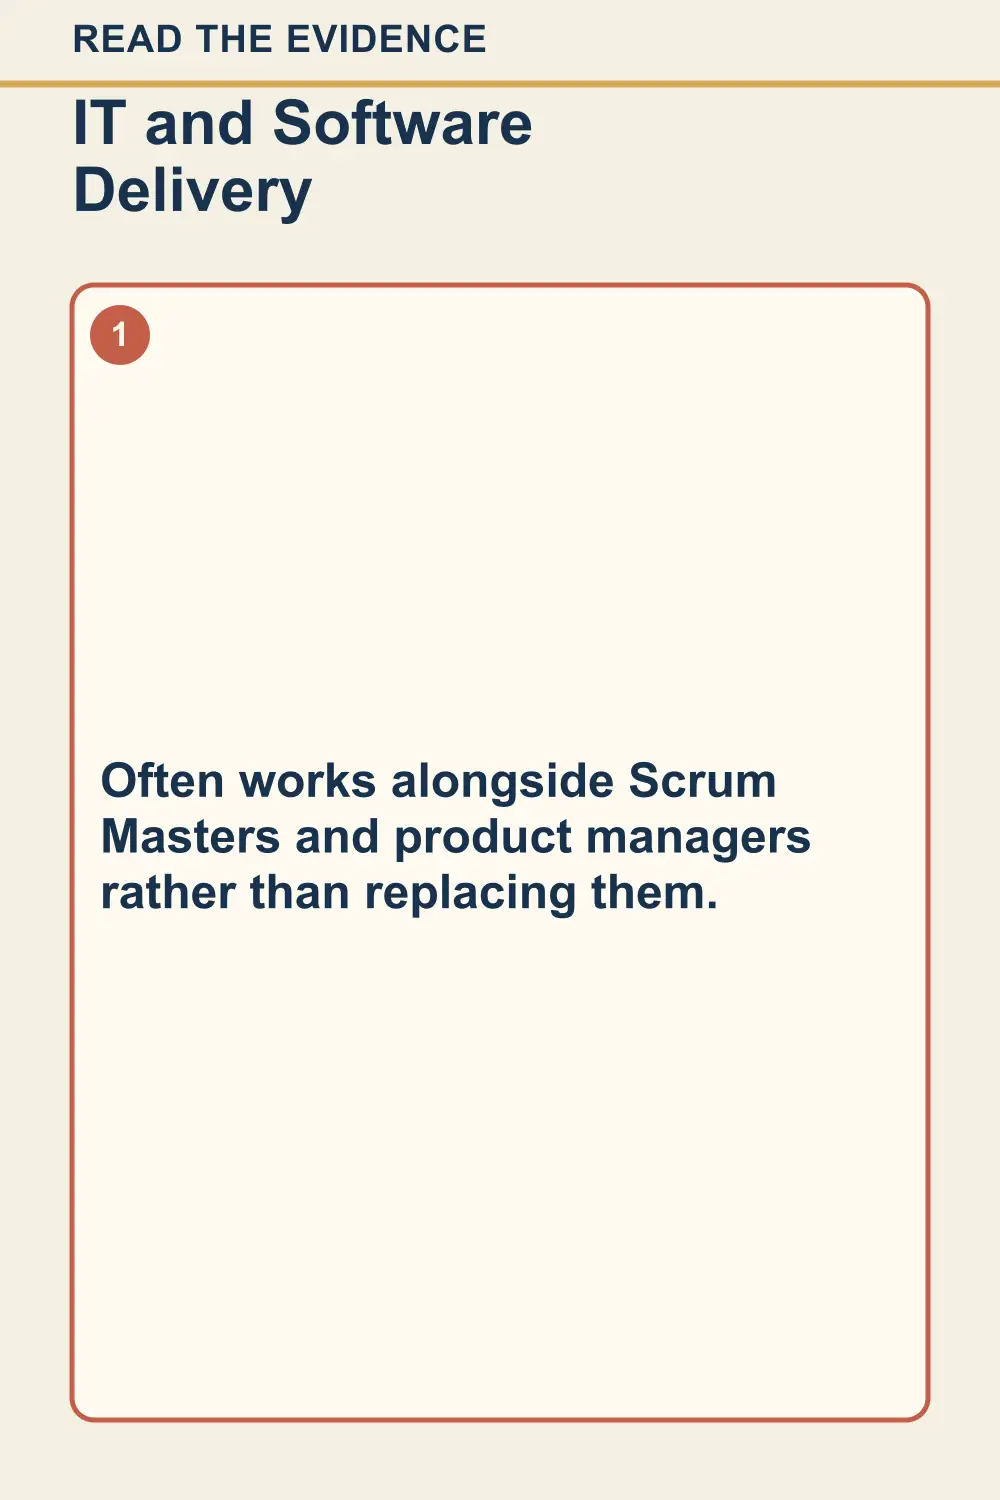 READ THE EVIDENCE
IT and Software
Delivery
1
Often works alongside Scrum
Masters and product managers
rather than replacing them.